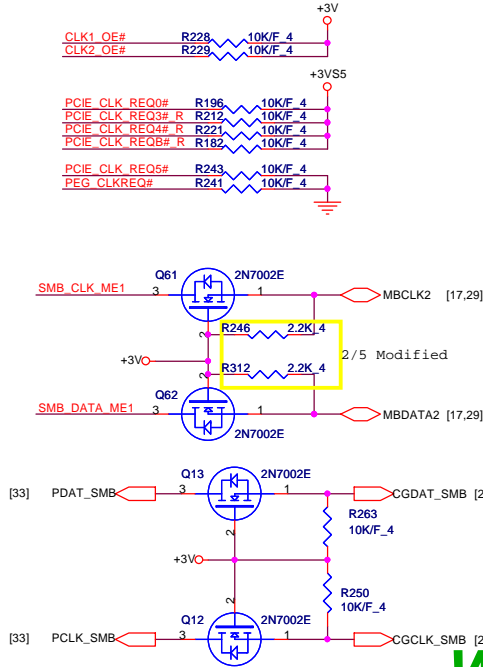 +3V
CLK1_OE# R228 10K/F_4
CLK2_OE# R229 10K/F_4
+3VS5
PCIE_CLK_REQ0# R196 10K/F_4
PCIE_CLK_REQ3#_R R212 10K/F_4
PCIE_CLK_REQ4#_R R221 10K/F_4
PCIE_CLK_REQB#_R R182 10K/F_4
PCIE_CLK_REQ5# R243 10K/F_4
PEG_CLKREQ# R241 10K/F_4
Q61 2N7002E
SMB_CLK_ME1 3 1 MBCLK2 [17,29]
2 R246 2.2K_4
2/5 Modified
+3V
2 R312 2.2K_4
Q62
SMB_DATA_ME1 3 1 MBDATA2 [17,29]
2N7002E
Q13 2N7002E
[33] PDAT_SMB 3 1 CGDAT_SMB [2
R263
10K/F_4
2
+3V
R250
10K/F_4
2
Q12 2N7002E
[33] PCLK_SMB 3 1 CGCLK_SMB [2